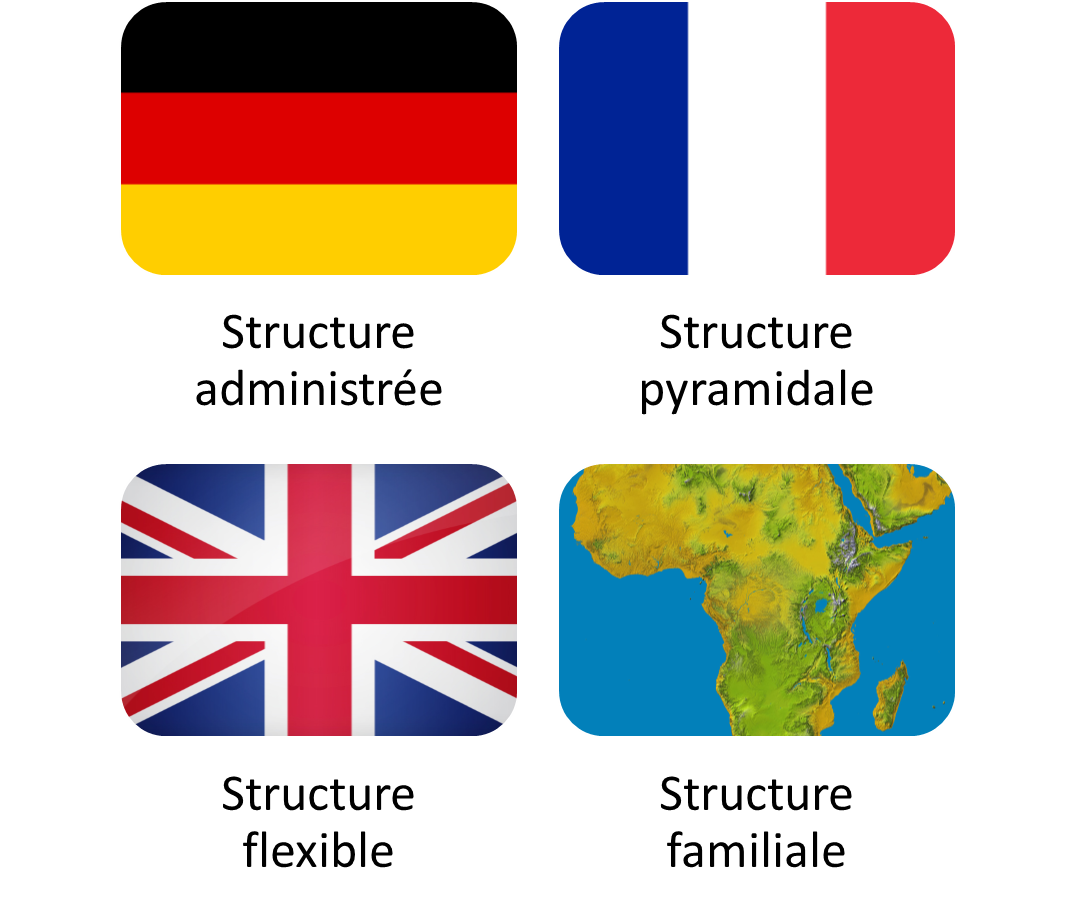 Structure
administrée
Structure
pyramidale
Structure
flexible
Structure
familiale